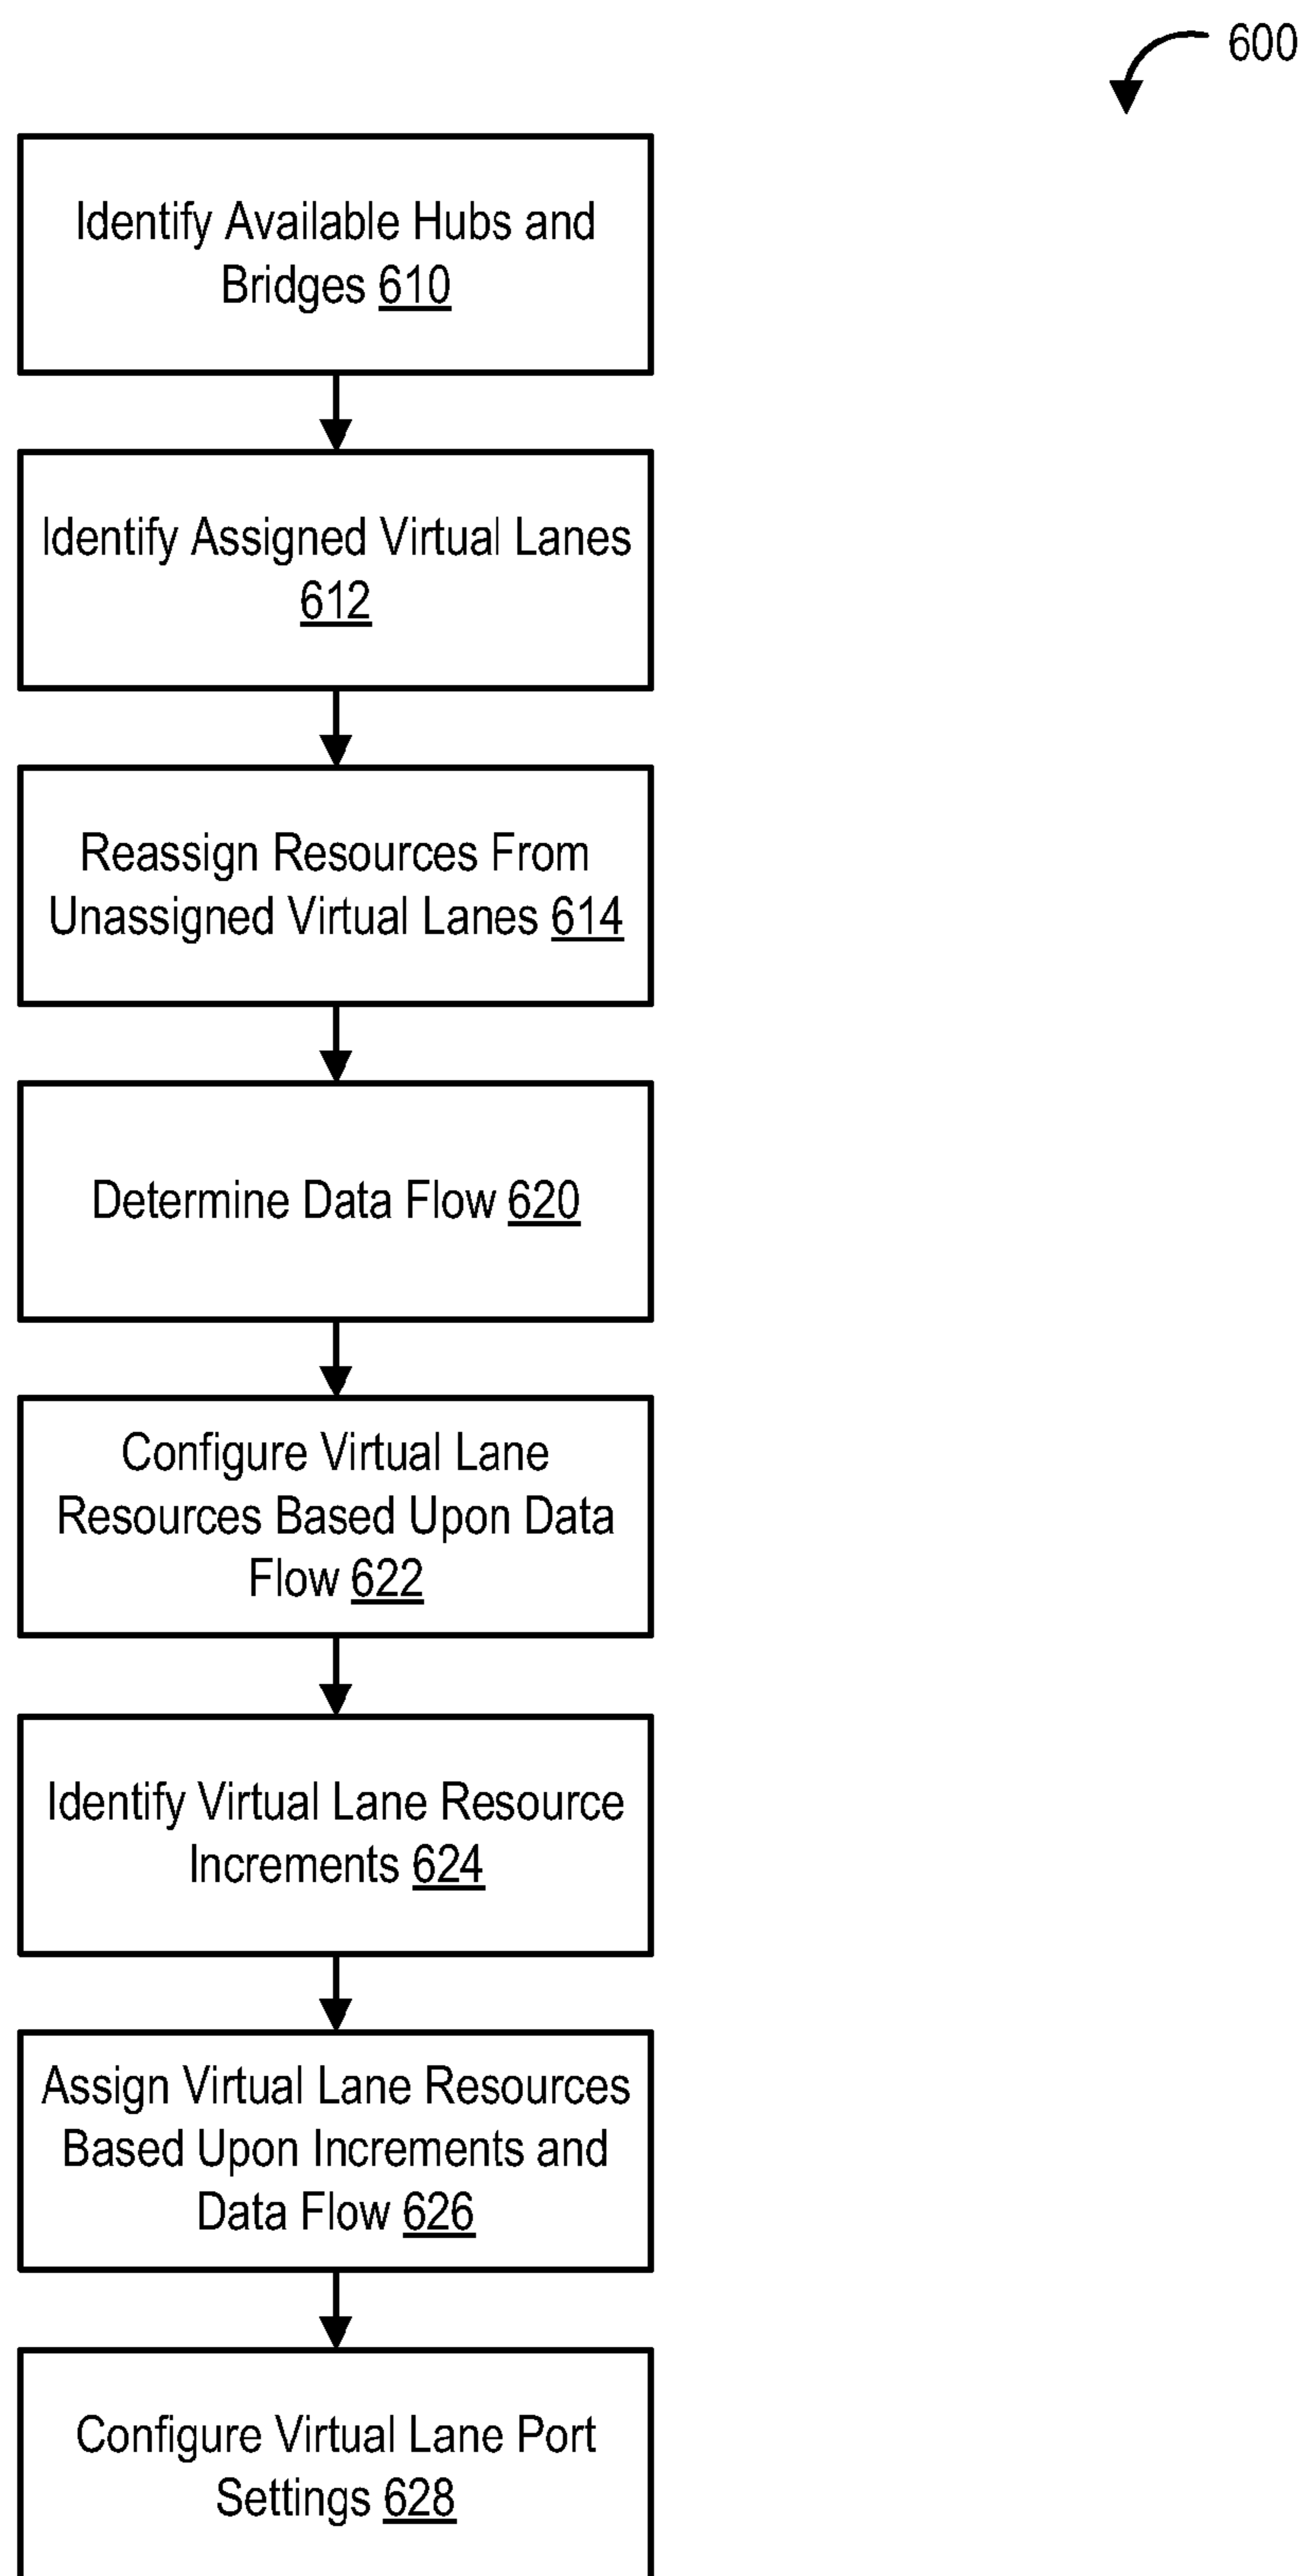 600
Identify Available Hubs and
Bridges 610
Identify Assigned Virtual Lanes
612
Reassign Resources From
Unassigned Virtual Lanes 614
Determine Data Flow 620
Configure Virtual Lane
Resources Based Upon Data
Flow 622
Identify Virtual Lane Resource
Increments 624
Assign Virtual Lane Resources
Based Upon Increments and
Data Flow 626
Configure Virtual Lane Port
Settings 628